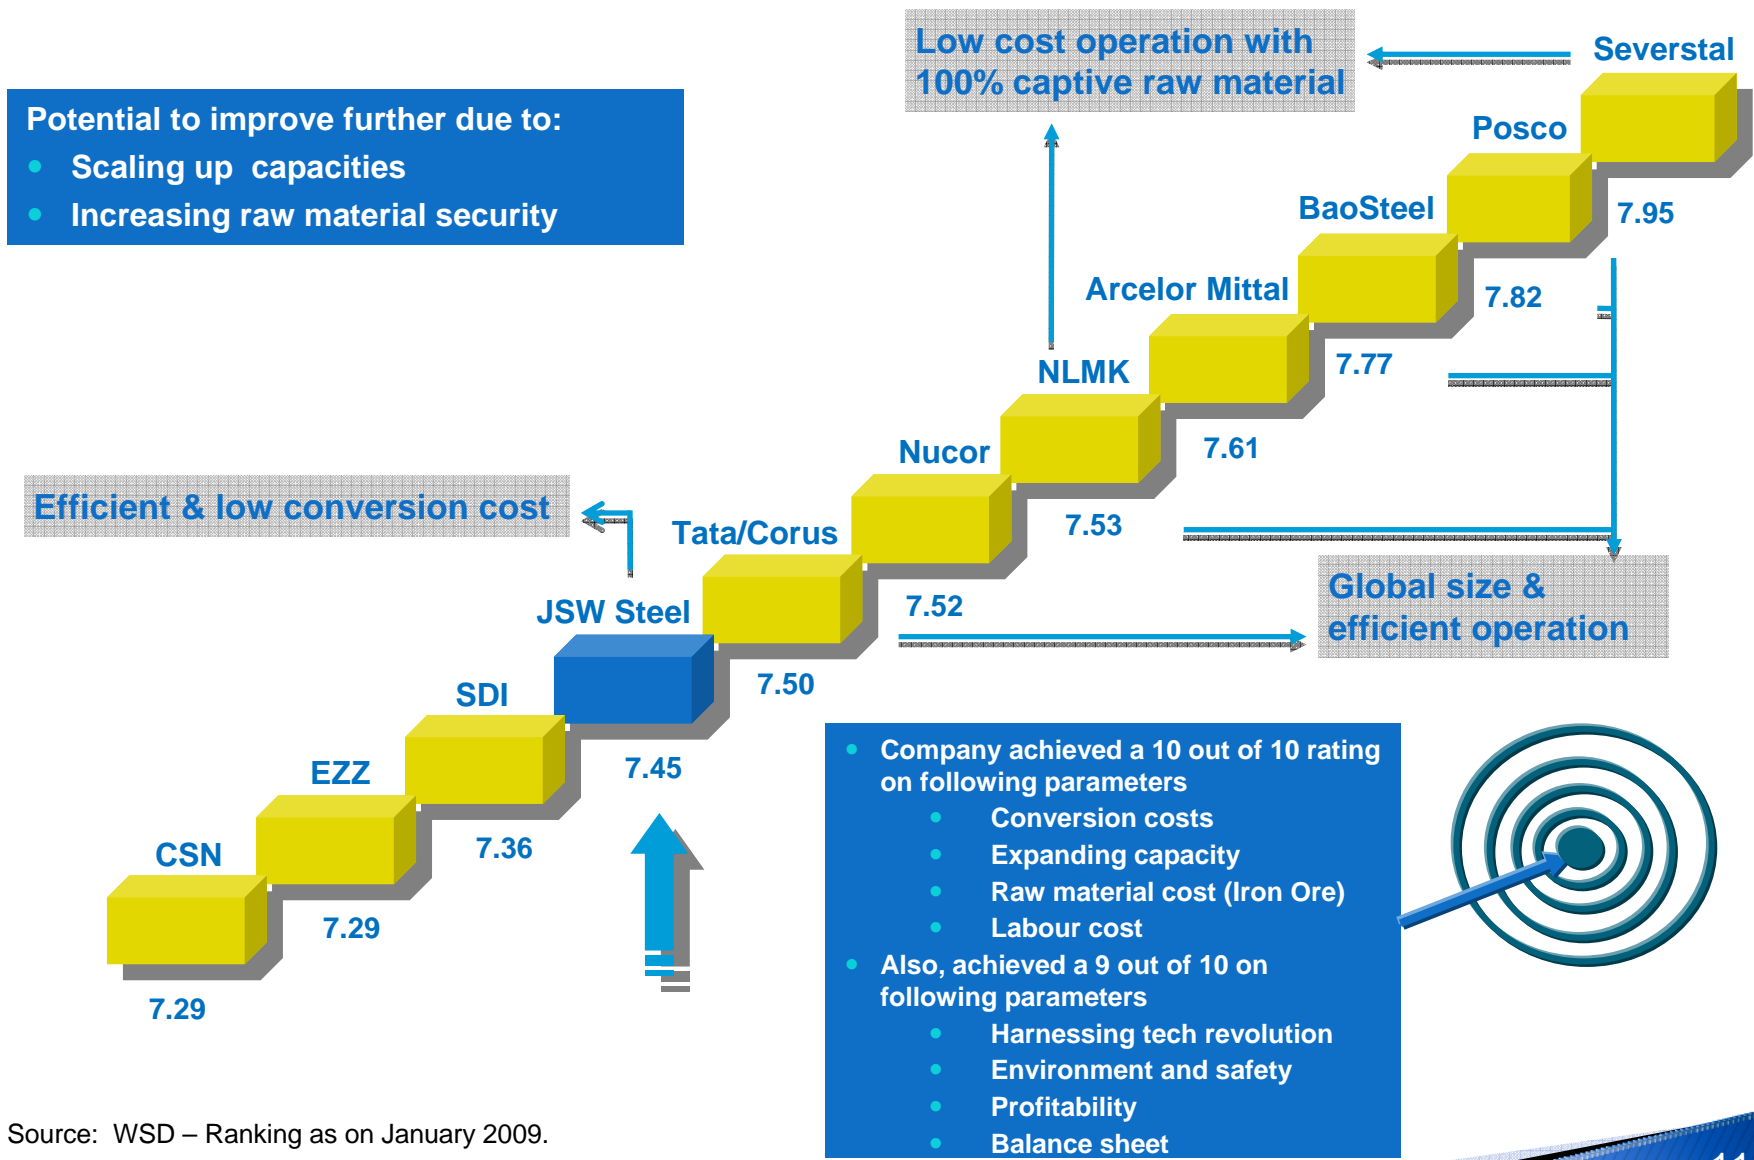 Low cost operation with
100% captive raw material
Severstal
Potential to improve further due to:
• Scaling up capacities
• Increasing raw material security
Posco
7.95
BaoSteel
7.82
Arcelor Mittal
7.77
NLMK
7.61
Nucor
7.53
Efficient & low conversion cost
Tata/Corus
7.52
Global size &
efficient operation
JSW Steel
7.50
SDI
7.45
EZZ
7.36
CSN
7.29
7.29
• Company achieved a 10 out of 10 rating
on following parameters
• Conversion costs
• Expanding capacity
• Raw material cost (Iron Ore)
• Labour cost
• Also, achieved a 9 out of 10 on
following parameters
• Harnessing tech revolution
• Environment and safety
• Profitability
• Balance sheet
Source: WSD – Ranking as on January 2009.
11